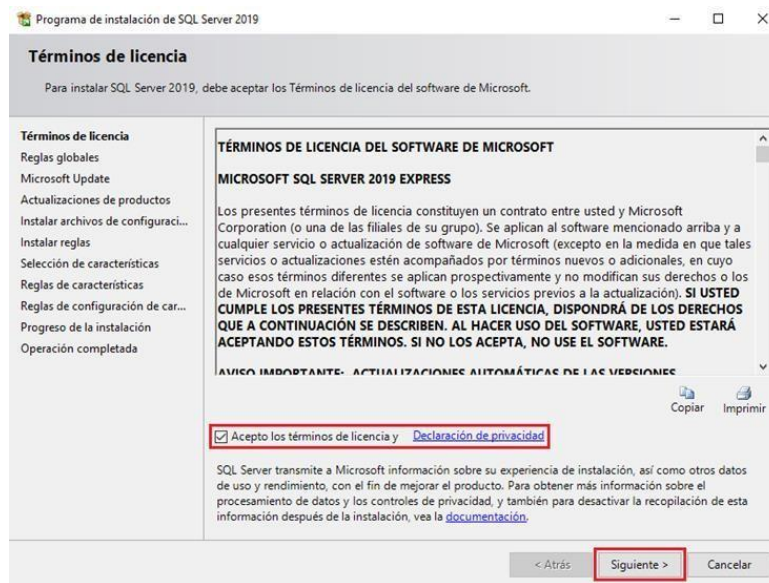 Programa de instalación de SQL Server 2019
Términos de licencia
Para instalar SQL Server 2019, debe aceptar los Términos de licencia del software de Microsoft.
Términos de licencia
Reglas globales
Microsoft Update
Actualizaciones de productos
Instalar archivos de configuraci...
Instalar reglas
Selección de características
Reglas de características
Reglas de configuración de car...
Progreso de la instalación
Operación completada
TÉRMINOS DE LICENCIA DEL SOFTWARE DE MICROSOFT
MICROSOFT SQL SERVER 2019 EXPRESS
Los presentes términos de licencia constituyen un contrato entre usted y Microsoft
Corporation (o una de las filiales de su grupo). Se aplican al software mencionado arriba y a
cualquier servicio o actualización de software de Microsoft (excepto en la medida en que tales
servicios o actualizaciones estén acompañados por términos nuevos o adicionales, en cuyo
caso esos términos diferentes se aplican prospectivamente y no modifican sus derechos o los
de Microsoft en relación con el software o los servicios previos a la actualización). SI USTED
CUMPLE LOS PRESENTES TÉRMINOS DE ESTA LICENCIA, DISPONDRÁ DE LOS DERECHOS
QUE A CONTINUACIÓN SE DESCRIBEN. AL HACER USO DEL SOFTWARE, USTED ESTARÁ
ACEPTANDO ESTOS TÉRMINOS. SI NO LOS ACEPTA, NO USE EL SOFTWARE.
AVISO IMPORTANTE: ACTUALIZACIONES AUTOMÁTICAS DE LAS VERSIONES
Copiar Imprimir
Acepto los términos de licencia y Declaración de privacidad
SQL Server transmite a Microsoft información sobre su experiencia de instalación, así como otros datos
de uso y rendimiento, con el fin de mejorar el producto. Para obtener más información sobre el
procesamiento de datos y los controles de privacidad, y también para desactivar la recopilación de esta
información después de la instalación, vea la documentación.
< Atrás Siguiente > Cancelar